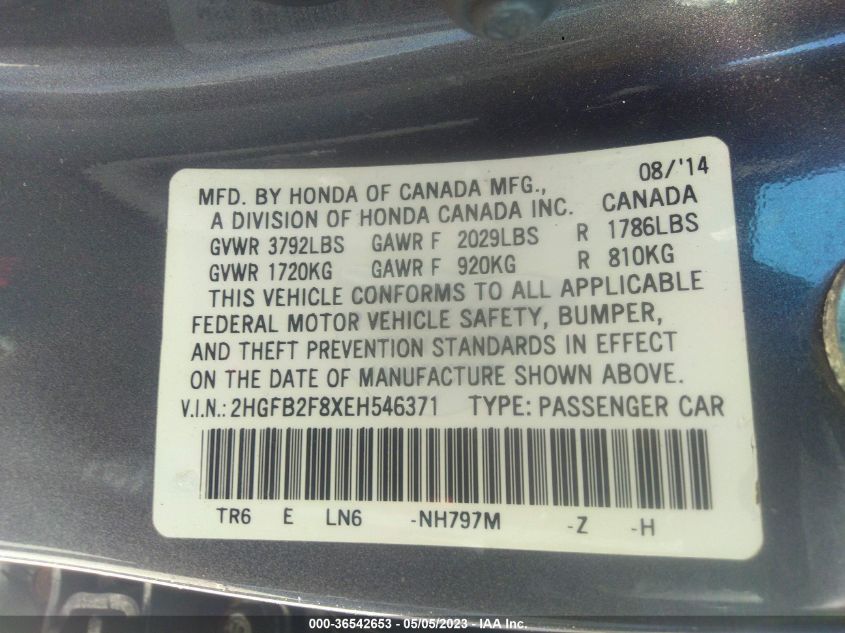 08/'14
MFD. BY HONDA OF CANADA MFG.,
A DIVISION OF HONDA CANADA INC. CANADA
GVWR 3792LBS GAWR F 2029LBS R 1786LBS
GVWR 1720KG GAWR F 920KG R 810KG
THIS VEHICLE CONFORMS TO ALL APPLICABLE
FEDERAL MOTOR VEHICLE SAFETY, BUMPER,
AND THEFT PREVENTION STANDARDS IN EFFECT
ON THE DATE OF MANUFACTURE SHOWN ABOVE.
V.I.N.: 2HGFB2F8XEH546371 TYPE: PASSENGER CAR
TR6 E LN6 -NH797M -Z -H
000-36542653 - 05/05/2023 - IAA Inc.